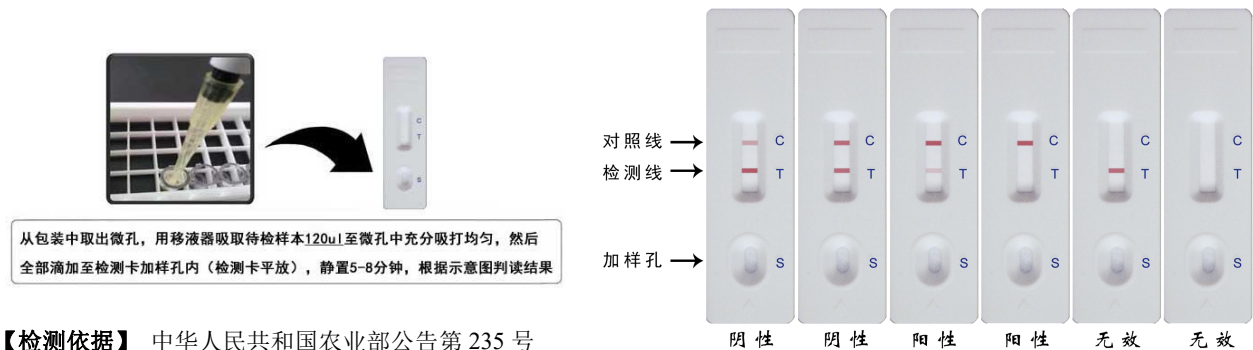 C
T
S
从包装中取出微孔，用移液器吸取待检样本120ul至微孔中充分吸打均匀，然后
全部滴加至检测卡加样孔内（检测卡平放），静置5-8分钟，根据示意图判读结果
【检测依据】 中华人民共和国农业部公告第 235 号
对照线 C C C C C C
检测线 T T T T T T
加样孔 S S S S S S
阴性 阴性 阳性 阳性 无效 无效